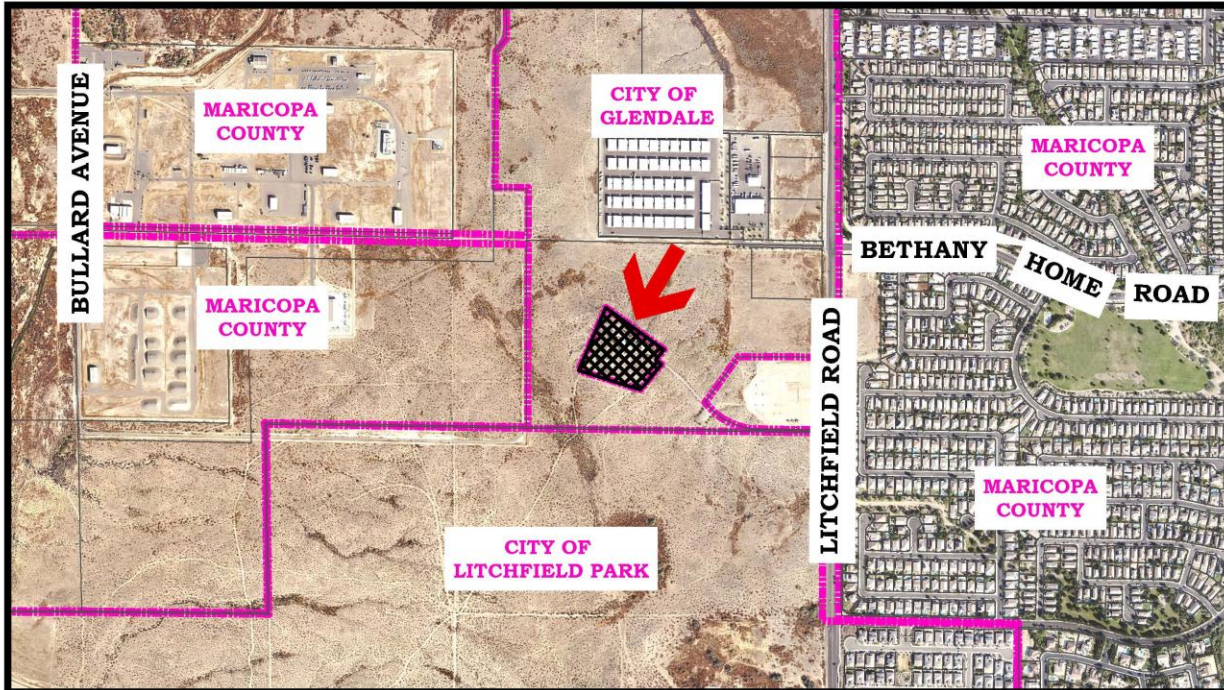 MARICOPA
COUNTY
CITY OF
GLENDALE
MARICOPA
COUNTY
BULLARD AVENUE
BETHANY
HOME
ROAD
MARICOPA
COUNTY
LITCHFIELD ROAD
MARICOPA
COUNTY
CITY OF
LITCHFIELD PARK